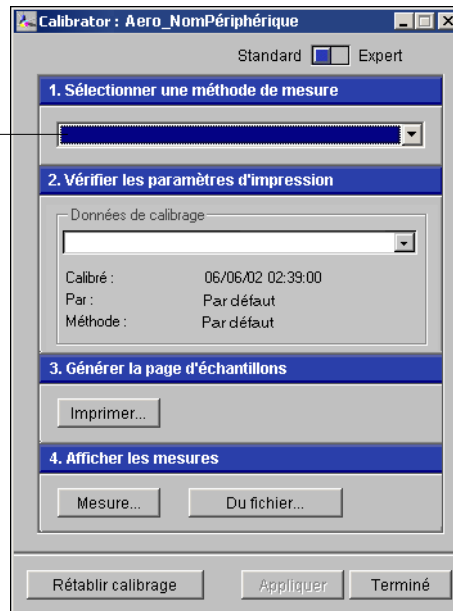 Calibrator : Aero_NomPériphérique
Standard Expert
1. Sélectionner une méthode de mesure
2. Vérifier les paramètres d'impression
Données de calibrage
Calibré : 06/06/02 02:39:00
Par : Par défaut
Méthode : Par défaut
3. Générer la page d'échantillons
Imprimer...
4. Afficher les mesures
Mesure... Du fichier...
Rétablir calibrage Appliquer Terminé